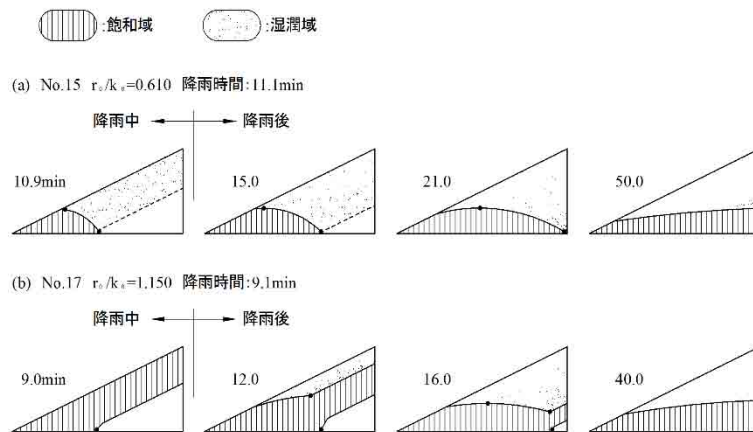 :飽和域 :湿潤域
(a) No.15 r₀/k₀=0.610 降雨時間:11.1min
降雨中 降雨後
10.9min 15.0 21.0 50.0
(b) No.17 r₀/k₀=1.150 降雨時間:9.1min
降雨中 降雨後
9.0min 12.0 16.0 40.0